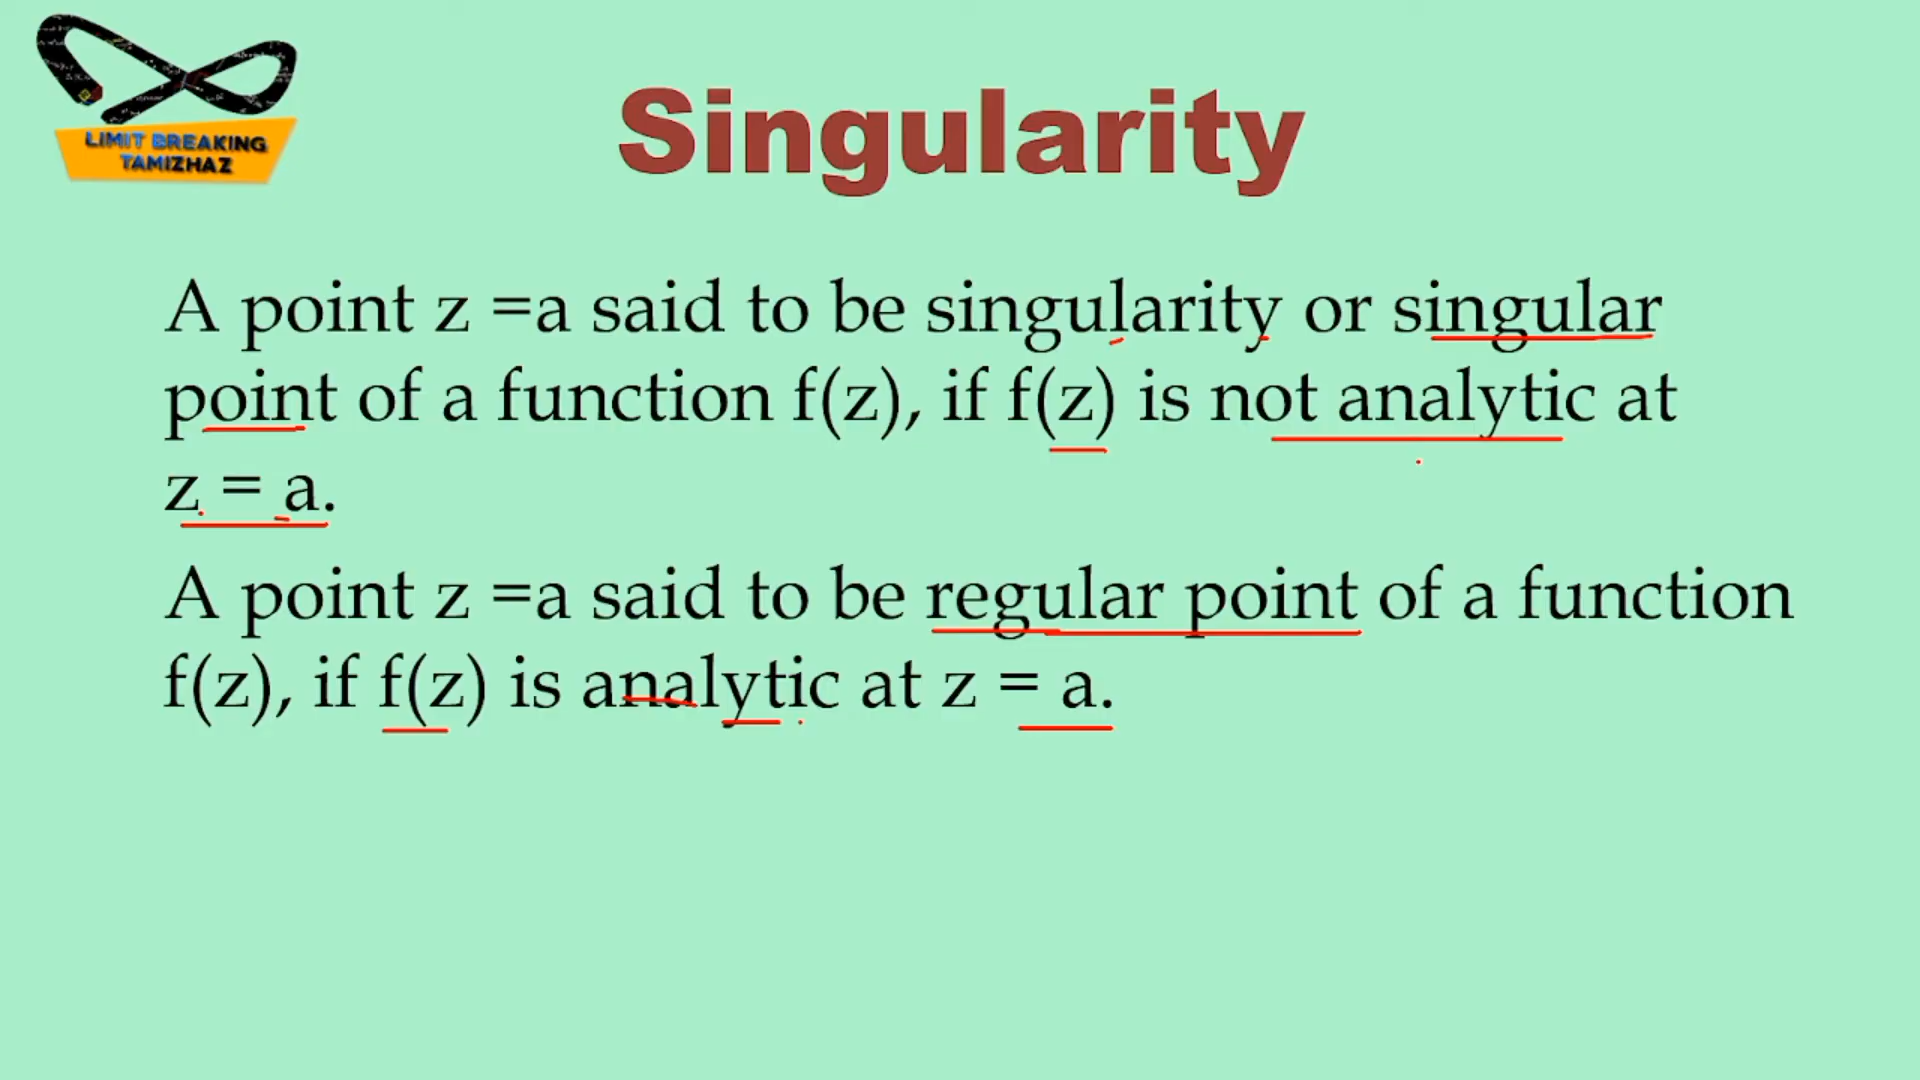 LIMIT BREAKING
TAMIZHAZ
Singularity
A point z =a said to be singularity or singular
point of a function f(z), if f(z) is not analytic at
z = a.
A point z =a said to be regular point of a function
f(z), if f(z) is analytic at z = a.